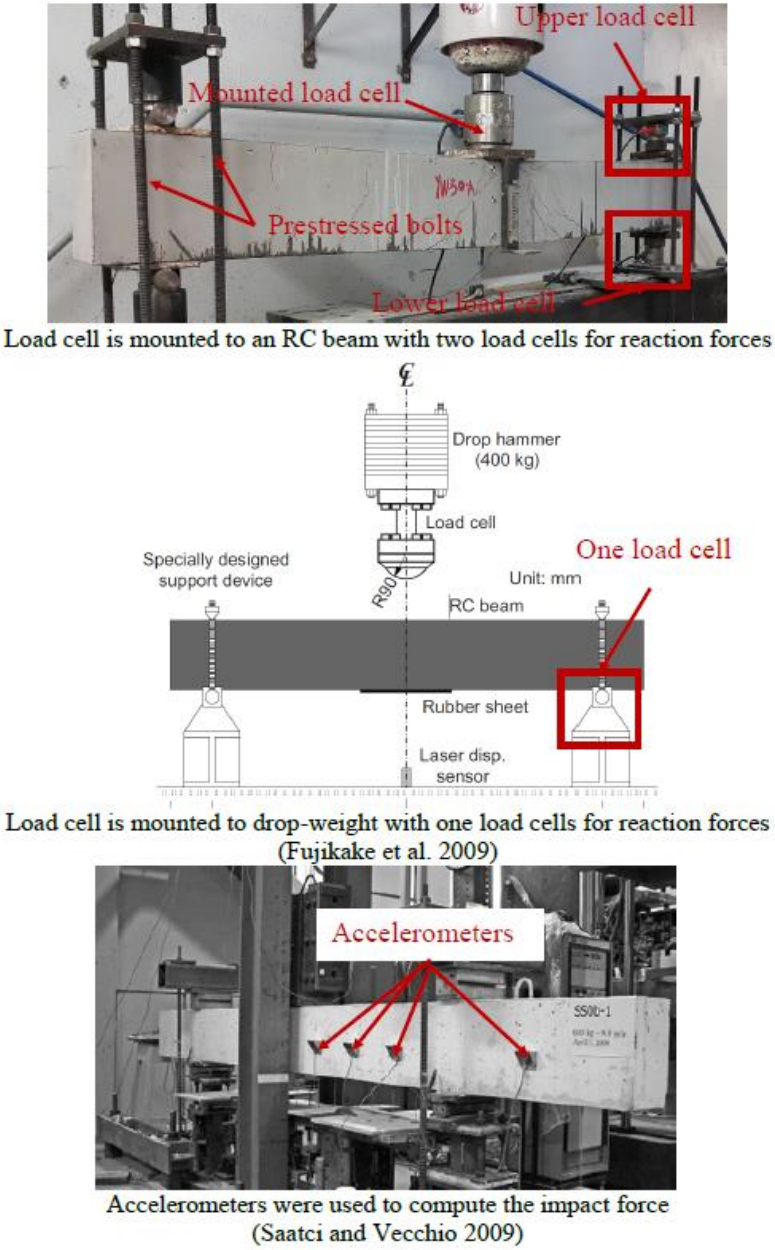 Upper load cell
Mounted load cell
YW30A
Prestressed bolts
Lower load cell
Load cell is mounted to an RC beam with two load cells for reaction forces
℄
Drop hammer
(400 kg)
Load cell
One load cell
Specially designed
support device
R90
Unit: mm
RC beam
Rubber sheet
Laser disp.
sensor
Load cell is mounted to drop-weight with one load cells for reaction forces
(Fujikake et al. 2009)
Accelerometers
SS0b-1
Accelerometers were used to compute the impact force
(Saatci and Vecchio 2009)